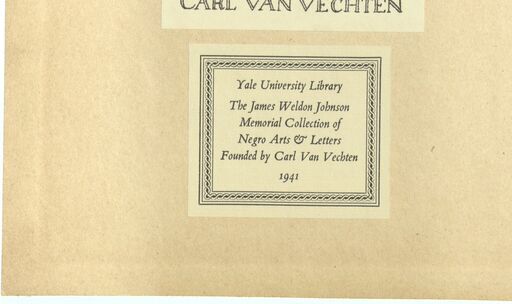 CARL VAN VECHTEN
Yale University Library
The James Weldon Johnson
Memorial Collection of
Negro Arts & Letters
Founded by Carl Van Vechten
1941